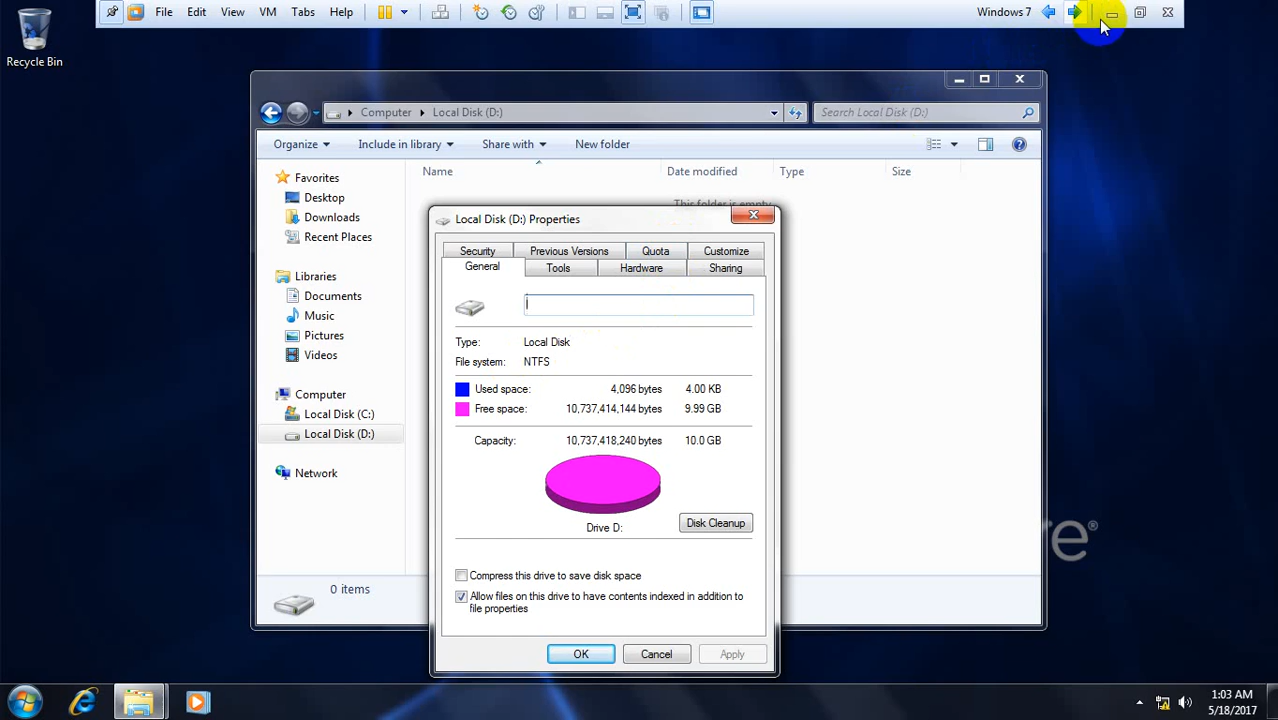 File Edit View VM Tabs Help
Windows 7
Recycle Bin
Computer Local Disk (D:)
Search Local Disk (D:)
Organize Include in library Share with New folder
Name Date modified Type Size
This folder is empty.
Favorites
Desktop
Downloads
Recent Places
Libraries
Documents
Music
Pictures
Videos
Computer
Local Disk (C:)
Local Disk (D:)
Network
0 items
Local Disk (D:) Properties
Security Previous Versions Quota Customize
General Tools Hardware Sharing
Type: Local Disk
File system: NTFS
Used space: 4,096 bytes 4.00 KB
Free space: 10,737,414,144 bytes 9.99 GB
Capacity: 10,737,418,240 bytes 10.0 GB
Drive D:
Disk Cleanup
Compress this drive to save disk space
Allow files on this drive to have contents indexed in addition to
file properties
OK Cancel Apply
re®
1:03 AM
5/18/2017